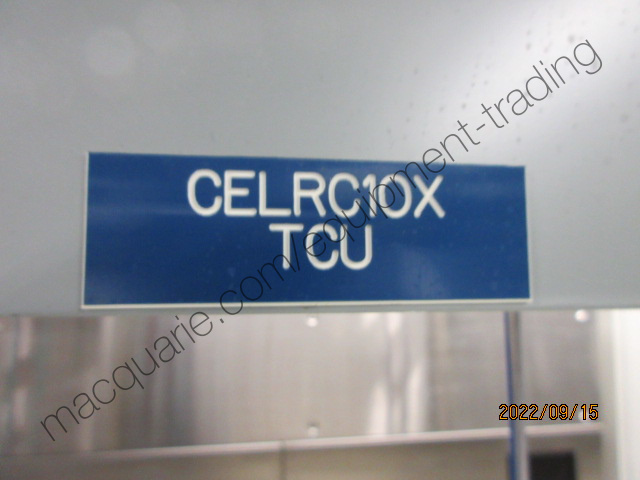 CELRC10X
TCU
macquarie.com/equipment-trading
2022/09/15